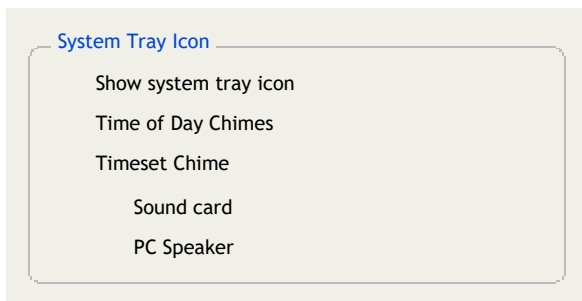 System Tray Icon
Show system tray icon
Time of Day Chimes
Timeset Chime
Sound card
PC Speaker